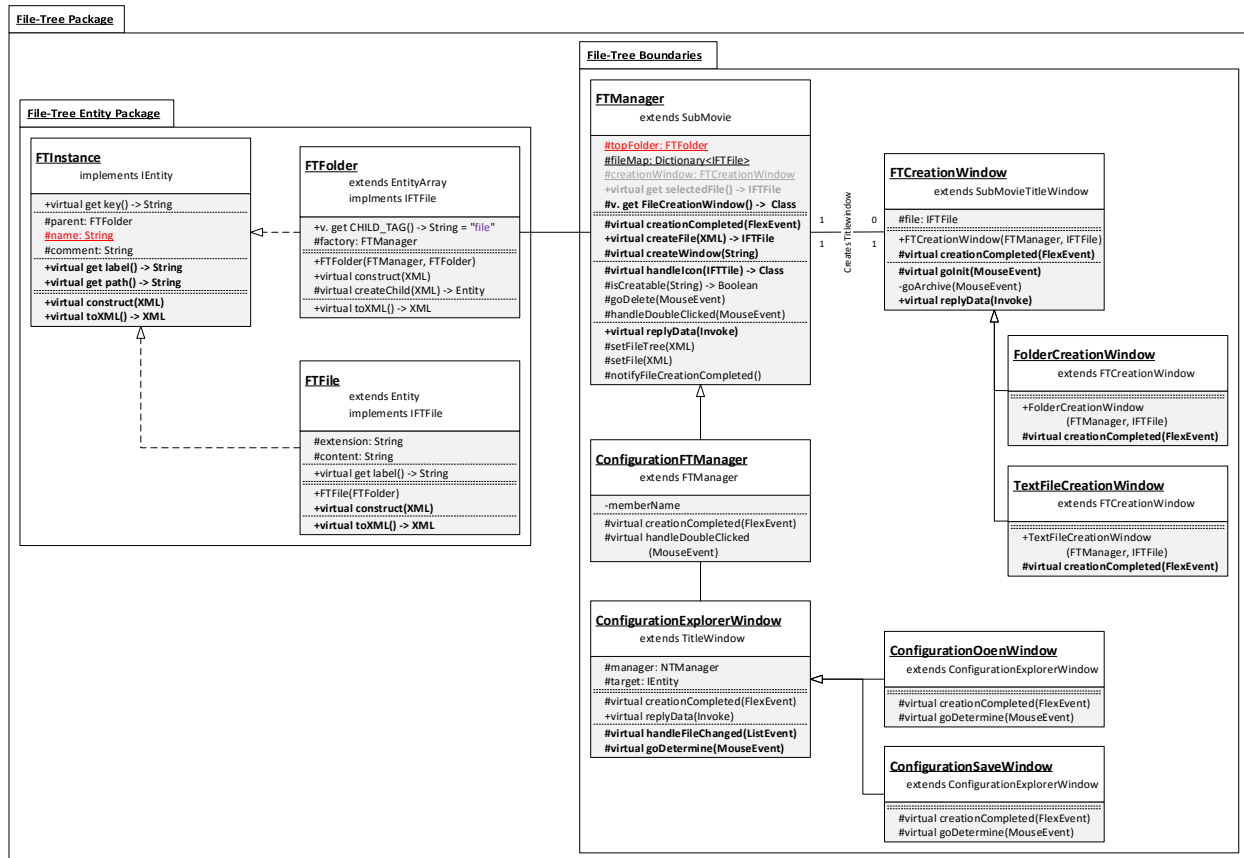 File-Tree Package
File-Tree Entity Package
FTInstance
implements IEntity
+virtual get key() -> String
#parent: FTFolder
#name: String
#comment: String
+virtual get label() -> String
+virtual get path() -> String
+virtual construct(XML)
+virtual toXML() -> XML
FTFolder
extends EntityArray
implements IFTFile
+v. get CHILD_TAG() -> String = "file"
#factory: FTManager
+FTFolder(FTManager, FTFolder)
+virtual construct(XML)
#virtual createChild(XML) -> Entity
+virtual toXML() -> XML
FTFile
extends Entity
implements IFTFile
#extension: String
#content: String
+virtual get label() -> String
+FTFile(FTFolder)
+virtual construct(XML)
+virtual toXML() -> XML
File-Tree Boundaries
FTManager
extends SubMovie
#topFolder: FTFolder
#fileMap: Dictionary<IFTFile>
#creationWindow: FTCreationWindow
+virtual get selectedFile() -> IFTFile
#v. get FileCreationWindow() -> Class
#virtual creationCompleted(FlexEvent)
+virtual createFile(XML) -> IFTFile
#virtual createWindow(String)
#virtual handleIcon(IFTTile) -> Class
#isCreatable(String) -> Boolean
#goDelete(MouseEvent)
#handleDoubleClicked(MouseEvent)
+virtual replyData(Invoke)
#setFileTree(XML)
#setFile(XML)
#notifyFileCreationCompleted()
1
1
Creates Titlewindow
0
1
FTCreationWindow
extends SubMovieTitleWindow
#file: IFTFile
+FTCreationWindow(FTManager, IFTFile)
#virtual creationCompleted(FlexEvent)
#virtual goInit(MouseEvent)
-goArchive(MouseEvent)
+virtual replyData(Invoke)
FolderCreationWindow
extends FTCreationWindow
+FolderCreationWindow
(FTManager, IFTFile)
#virtual creationCompleted(FlexEvent)
TextFileCreationWindow
extends FTCreationWindow
+TextFileCreationWindow
(FTManager, IFTFile)
#virtual creationCompleted(FlexEvent)
ConfigurationFTManager
extends FTManager
-memberName
#virtual creationCompleted(FlexEvent)
#virtual handleDoubleClicked
(MouseEvent)
ConfigurationExplorerWindow
extends TitleWindow
#manager: NTManager
#target: IEntity
#virtual creationCompleted(FlexEvent)
+virtual replyData(Invoke)
#virtual handleFileChanged(ListEvent)
#virtual goDetermine(MouseEvent)
ConfigurationOoenWindow
extends ConfigurationExplorerWindow
#virtual creationCompleted(FlexEvent)
#virtual goDetermine(MouseEvent)
ConfigurationSaveWindow
extends ConfigurationExplorerWindow
#virtual creationCompleted(FlexEvent)
#virtual goDetermine(MouseEvent)